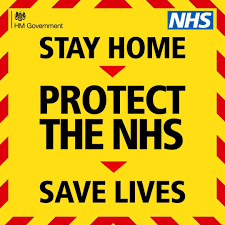 HM Government
NHS
STAY HOME
PROTECT
THE NHS
SAVE LIVES